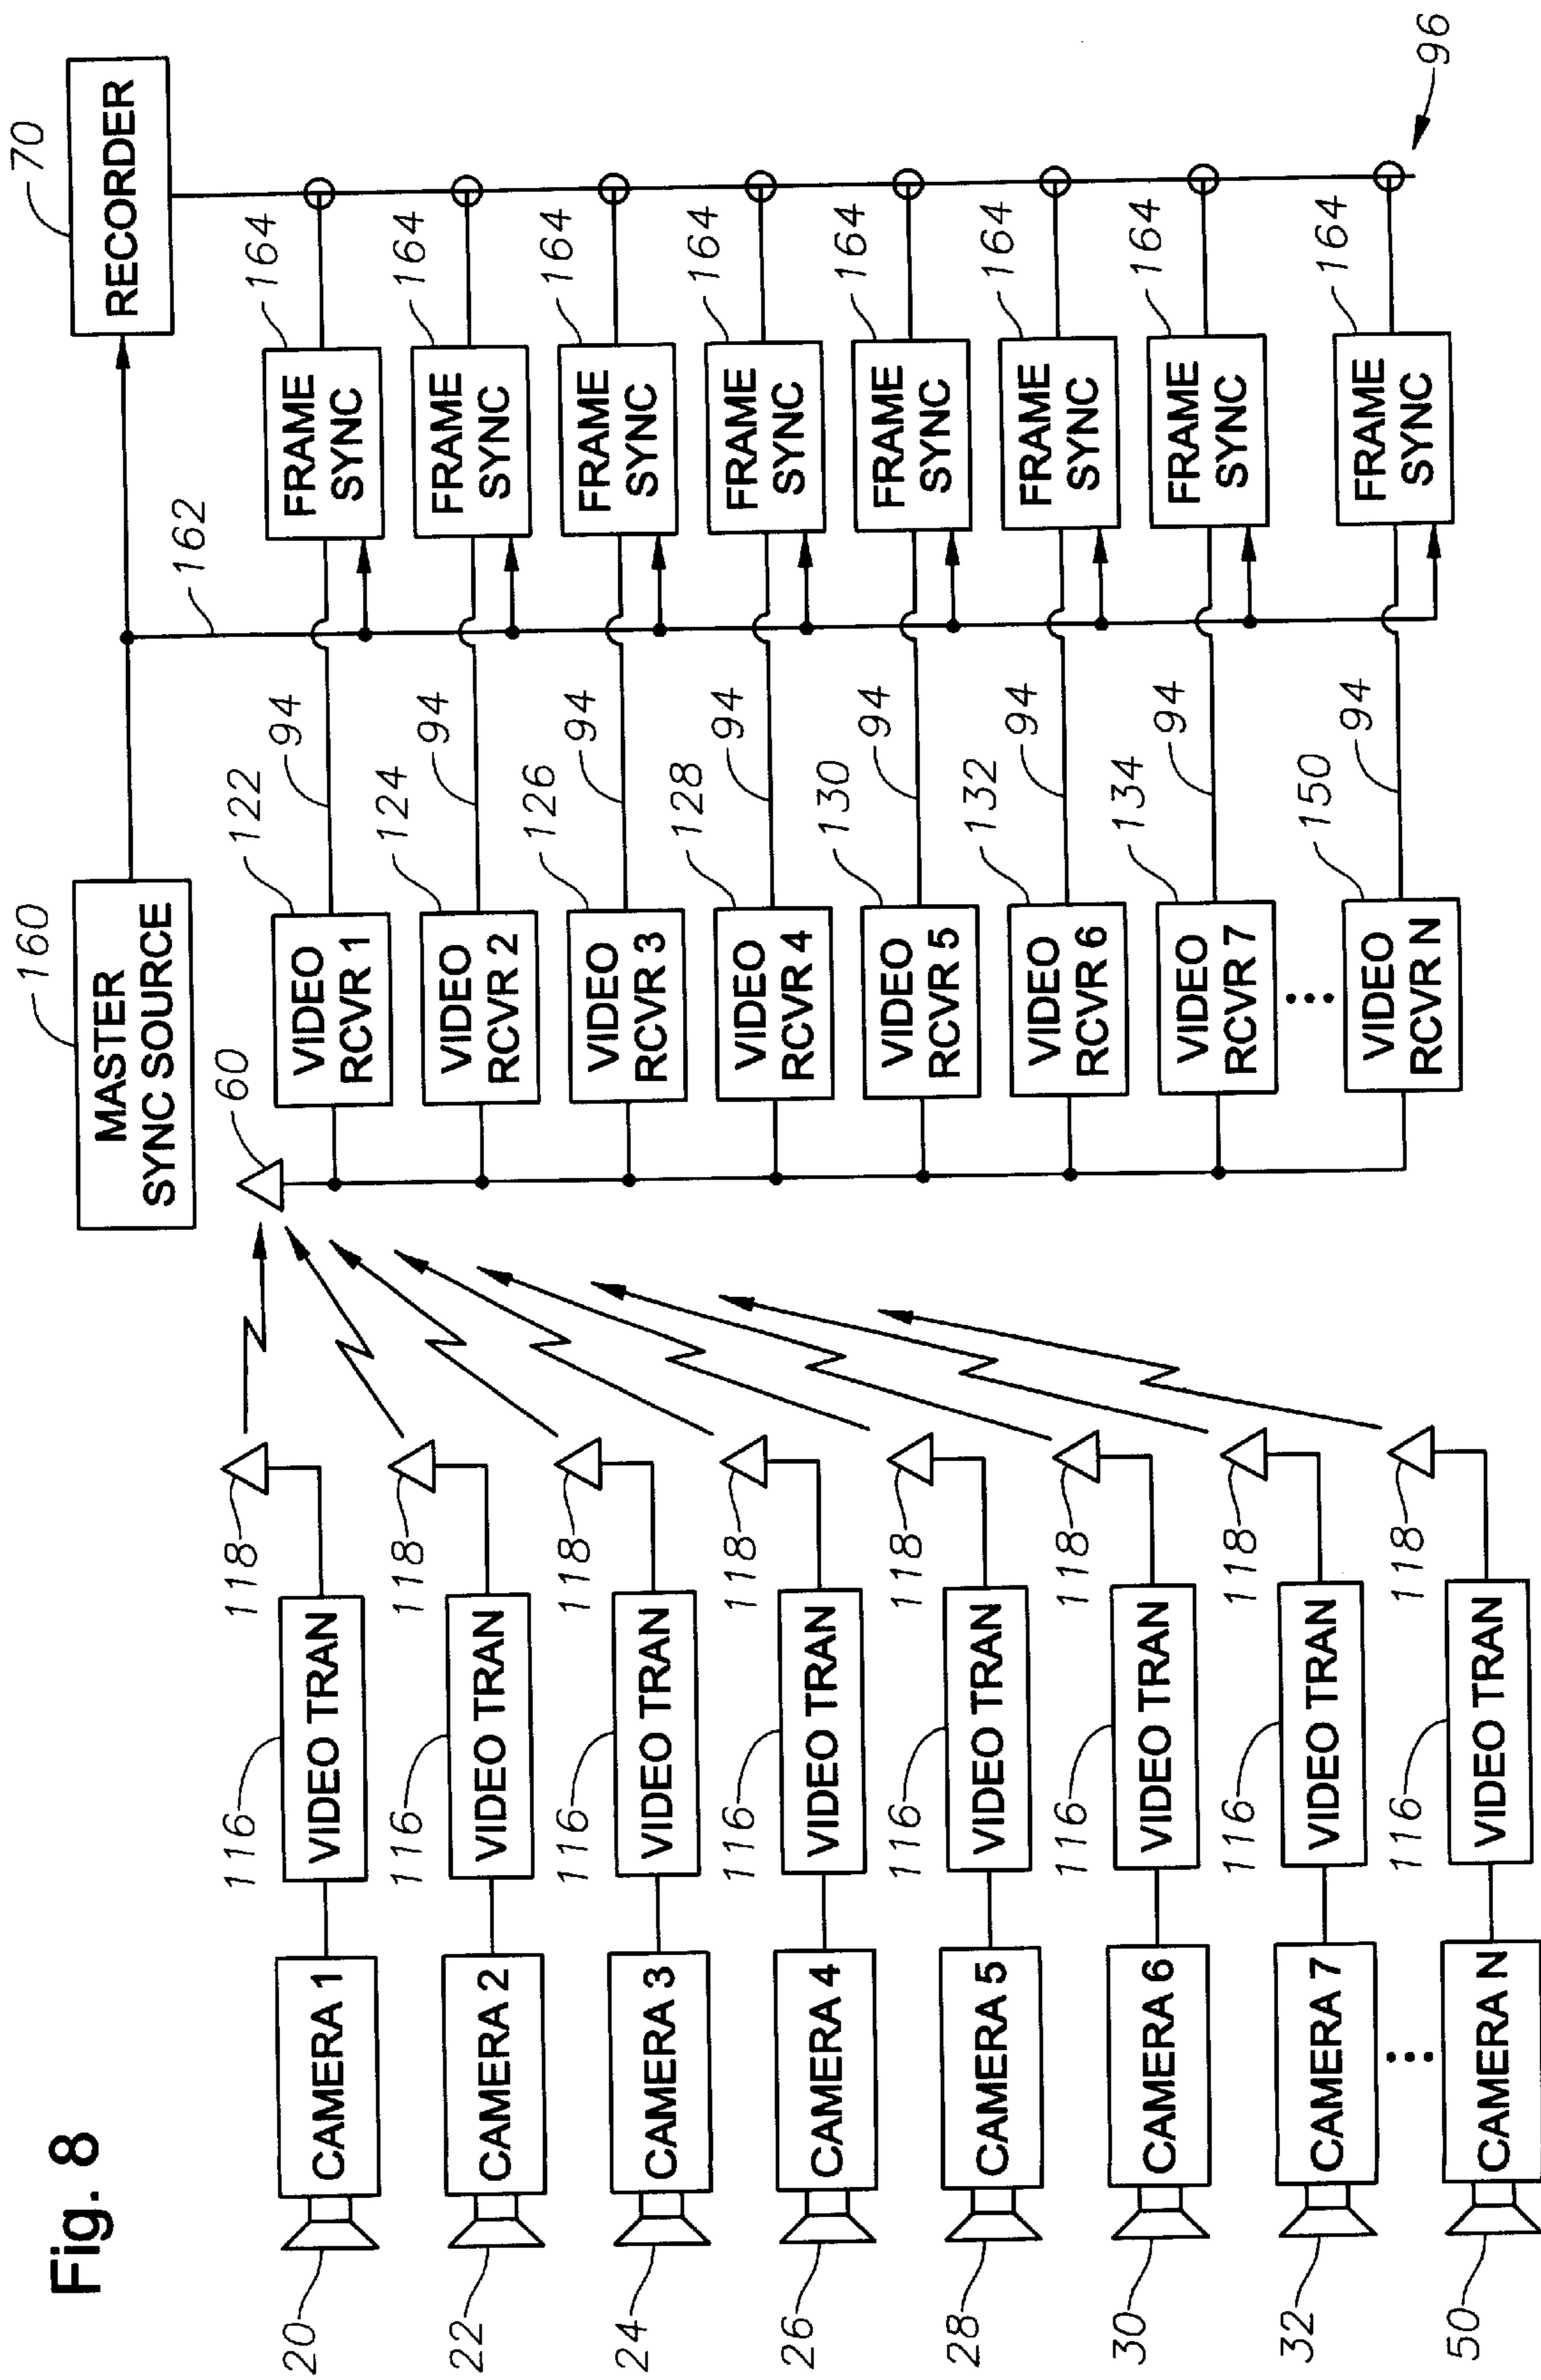 Fig. 8
20
CAMERA 1
116
VIDEO TRAN
118
22
CAMERA 2
116
VIDEO TRAN
118
24
CAMERA 3
116
VIDEO TRAN
118
26
CAMERA 4
116
VIDEO TRAN
118
28
CAMERA 5
116
VIDEO TRAN
118
30
CAMERA 6
116
VIDEO TRAN
118
32
CAMERA 7
116
VIDEO TRAN
118
50
CAMERA N
116
VIDEO TRAN
118
160
MASTER
SYNC SOURCE
162
70
RECORDER
60
122
VIDEO
RCVR 1
94
FRAME
SYNC
164
124
VIDEO
RCVR 2
94
FRAME
SYNC
164
126
VIDEO
RCVR 3
94
FRAME
SYNC
164
128
VIDEO
RCVR 4
94
FRAME
SYNC
164
130
VIDEO
RCVR 5
94
FRAME
SYNC
164
132
VIDEO
RCVR 6
94
FRAME
SYNC
164
134
VIDEO
RCVR 7
94
FRAME
SYNC
164
150
VIDEO
RCVR N
94
FRAME
SYNC
164
96